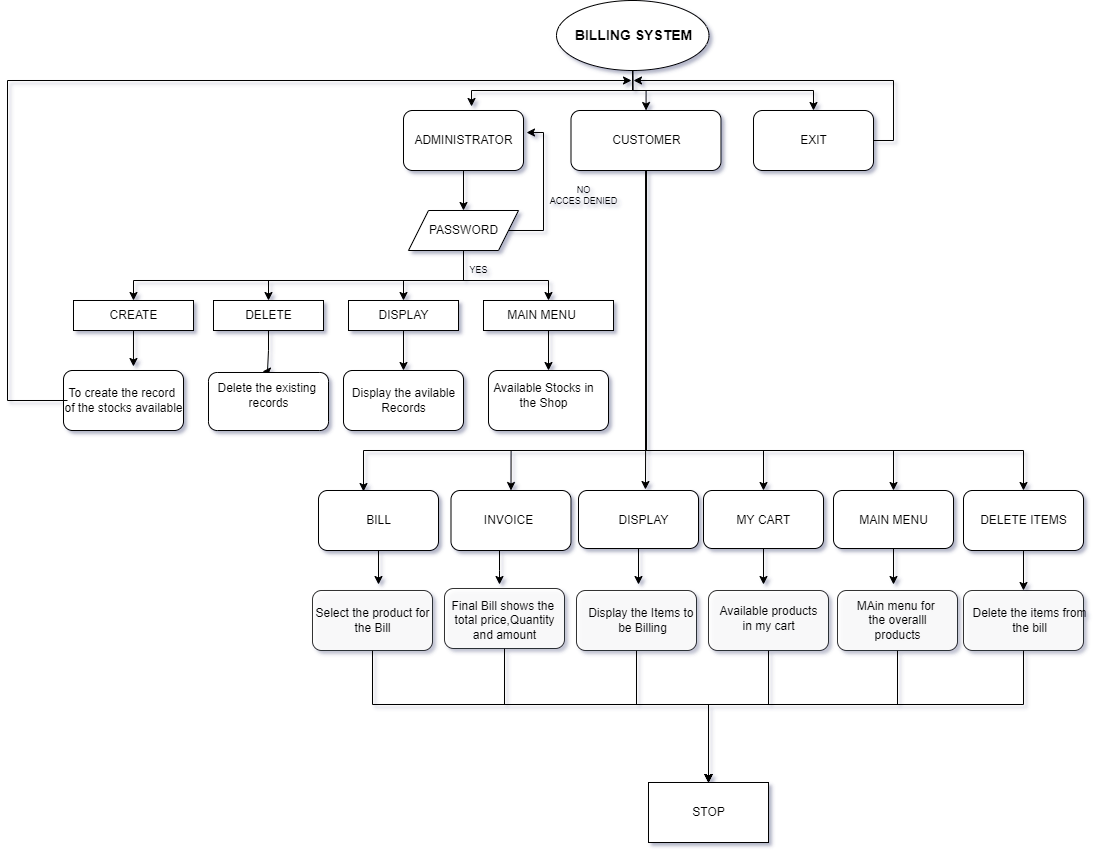 BILLING SYSTEM
ADMINISTRATOR
CUSTOMER
EXIT
NO
ACCES DENIED
PASSWORD
YES
CREATE
DELETE
DISPLAY
MAIN MENU
To create the record
of the stocks available
Delete the existing
records
Display the avilable
Records
Available Stocks in
the Shop
BILL
INVOICE
DISPLAY
MY CART
MAIN MENU
DELETE ITEMS
Select the product for
the Bill
Final Bill shows the
total price,Quantity
and amount
Display the Items to
be Billing
Available products
in my cart
MAin menu for
the overalll
products
Delete the items from
the bill
STOP